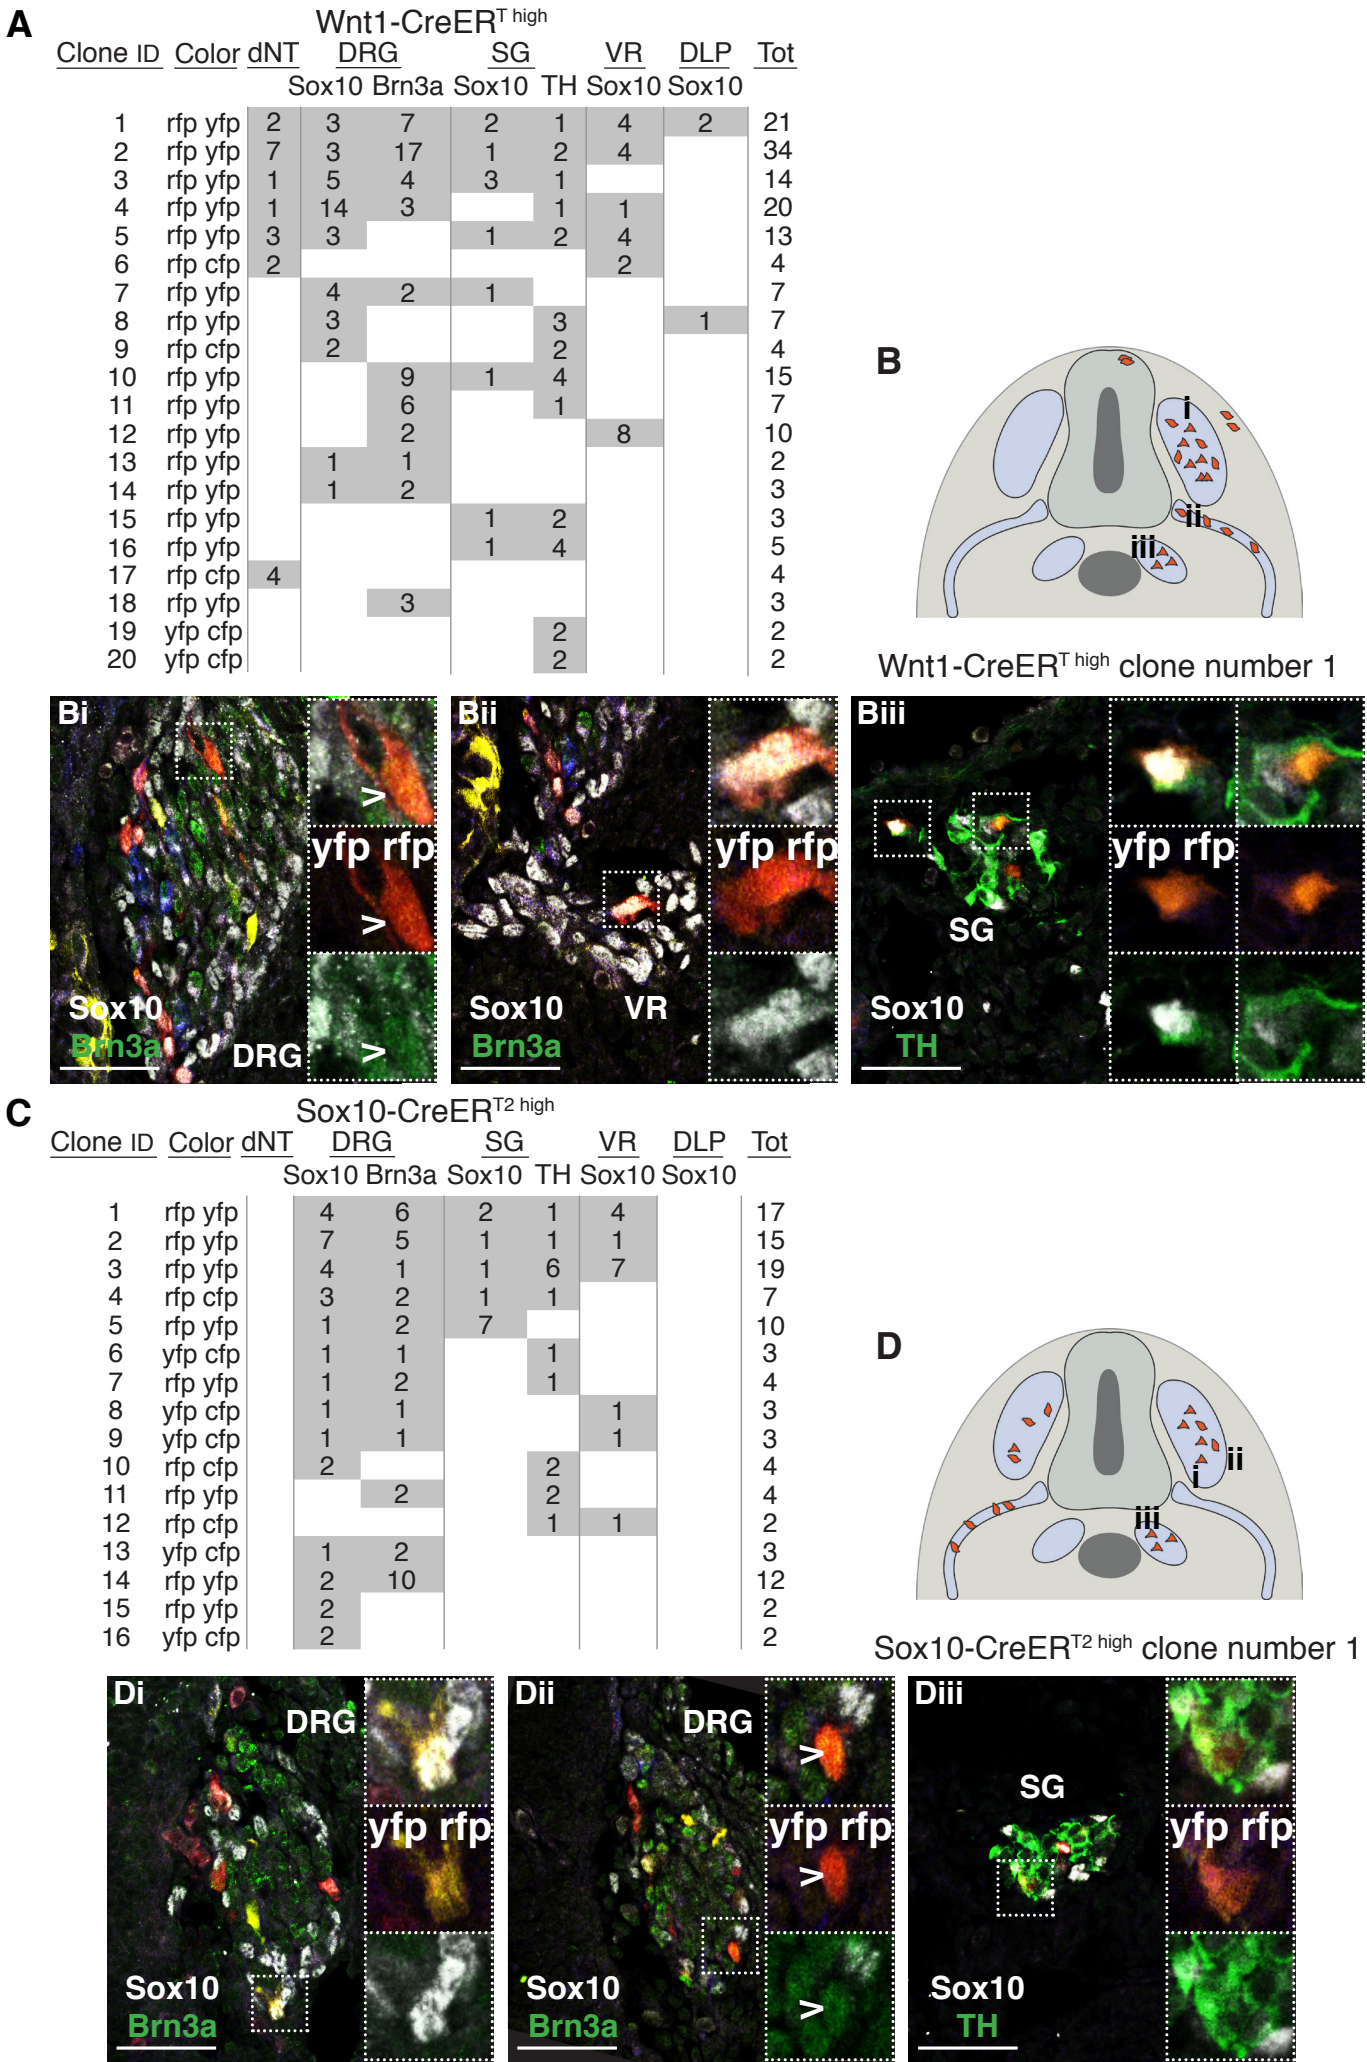 A
Wnt1-CreER^T high
Clone ID Color dNT DRG SG VR DLP Tot
Sox10 Brn3a Sox10 TH Sox10 Sox10
1 rfp yfp 2 3 7 2 1 4 2 21
2 rfp yfp 7 3 17 1 2 4 34
3 rfp yfp 1 5 4 3 1 14
4 rfp yfp 1 14 3 1 1 20
5 rfp yfp 3 3 1 2 4 13
6 rfp cfp 2 2 4
7 rfp yfp 4 2 1 7
8 rfp yfp 3 3 1 7
9 rfp cfp 2 2 4
10 rfp yfp 9 1 4 15
11 rfp yfp 6 1 7
12 rfp yfp 2 8 10
13 rfp yfp 1 1 2
14 rfp yfp 1 2 3
15 rfp yfp 1 2 3
16 rfp yfp 1 4 5
17 rfp cfp 4 4
18 rfp yfp 3 3
19 yfp cfp 2 2
20 yfp cfp 2 2
B
i
ii
iii
Wnt1-CreER^T high clone number 1
Bi
>
yfp rfp
>
Sox10
Brn3a
DRG
>
Bii
yfp rfp
Sox10
Brn3a
VR
Biii
yfp rfp
SG
Sox10
TH
C
Sox10-CreER^T2 high
Clone ID Color dNT DRG SG VR DLP Tot
Sox10 Brn3a Sox10 TH Sox10 Sox10
1 rfp yfp 4 6 2 1 4 17
2 rfp yfp 7 5 1 1 1 15
3 rfp yfp 4 1 1 6 7 19
4 rfp cfp 3 2 1 1 7
5 rfp yfp 1 2 7 10
6 yfp cfp 1 1 1 3
7 rfp yfp 1 2 1 4
8 yfp cfp 1 1 1 3
9 yfp cfp 1 1 1 3
10 rfp cfp 2 2 4
11 rfp yfp 2 2 4
12 rfp cfp 1 1 2
13 yfp cfp 1 2 3
14 rfp yfp 2 10 12
15 rfp yfp 2 2
16 yfp cfp 2 2
D
ii
i
iii
Sox10-CreER^T2 high clone number 1
Di
DRG
yfp rfp
Sox10
Brn3a
Dii
DRG
>
yfp rfp
>
Sox10
Brn3a
>
Diii
SG
yfp rfp
Sox10
TH